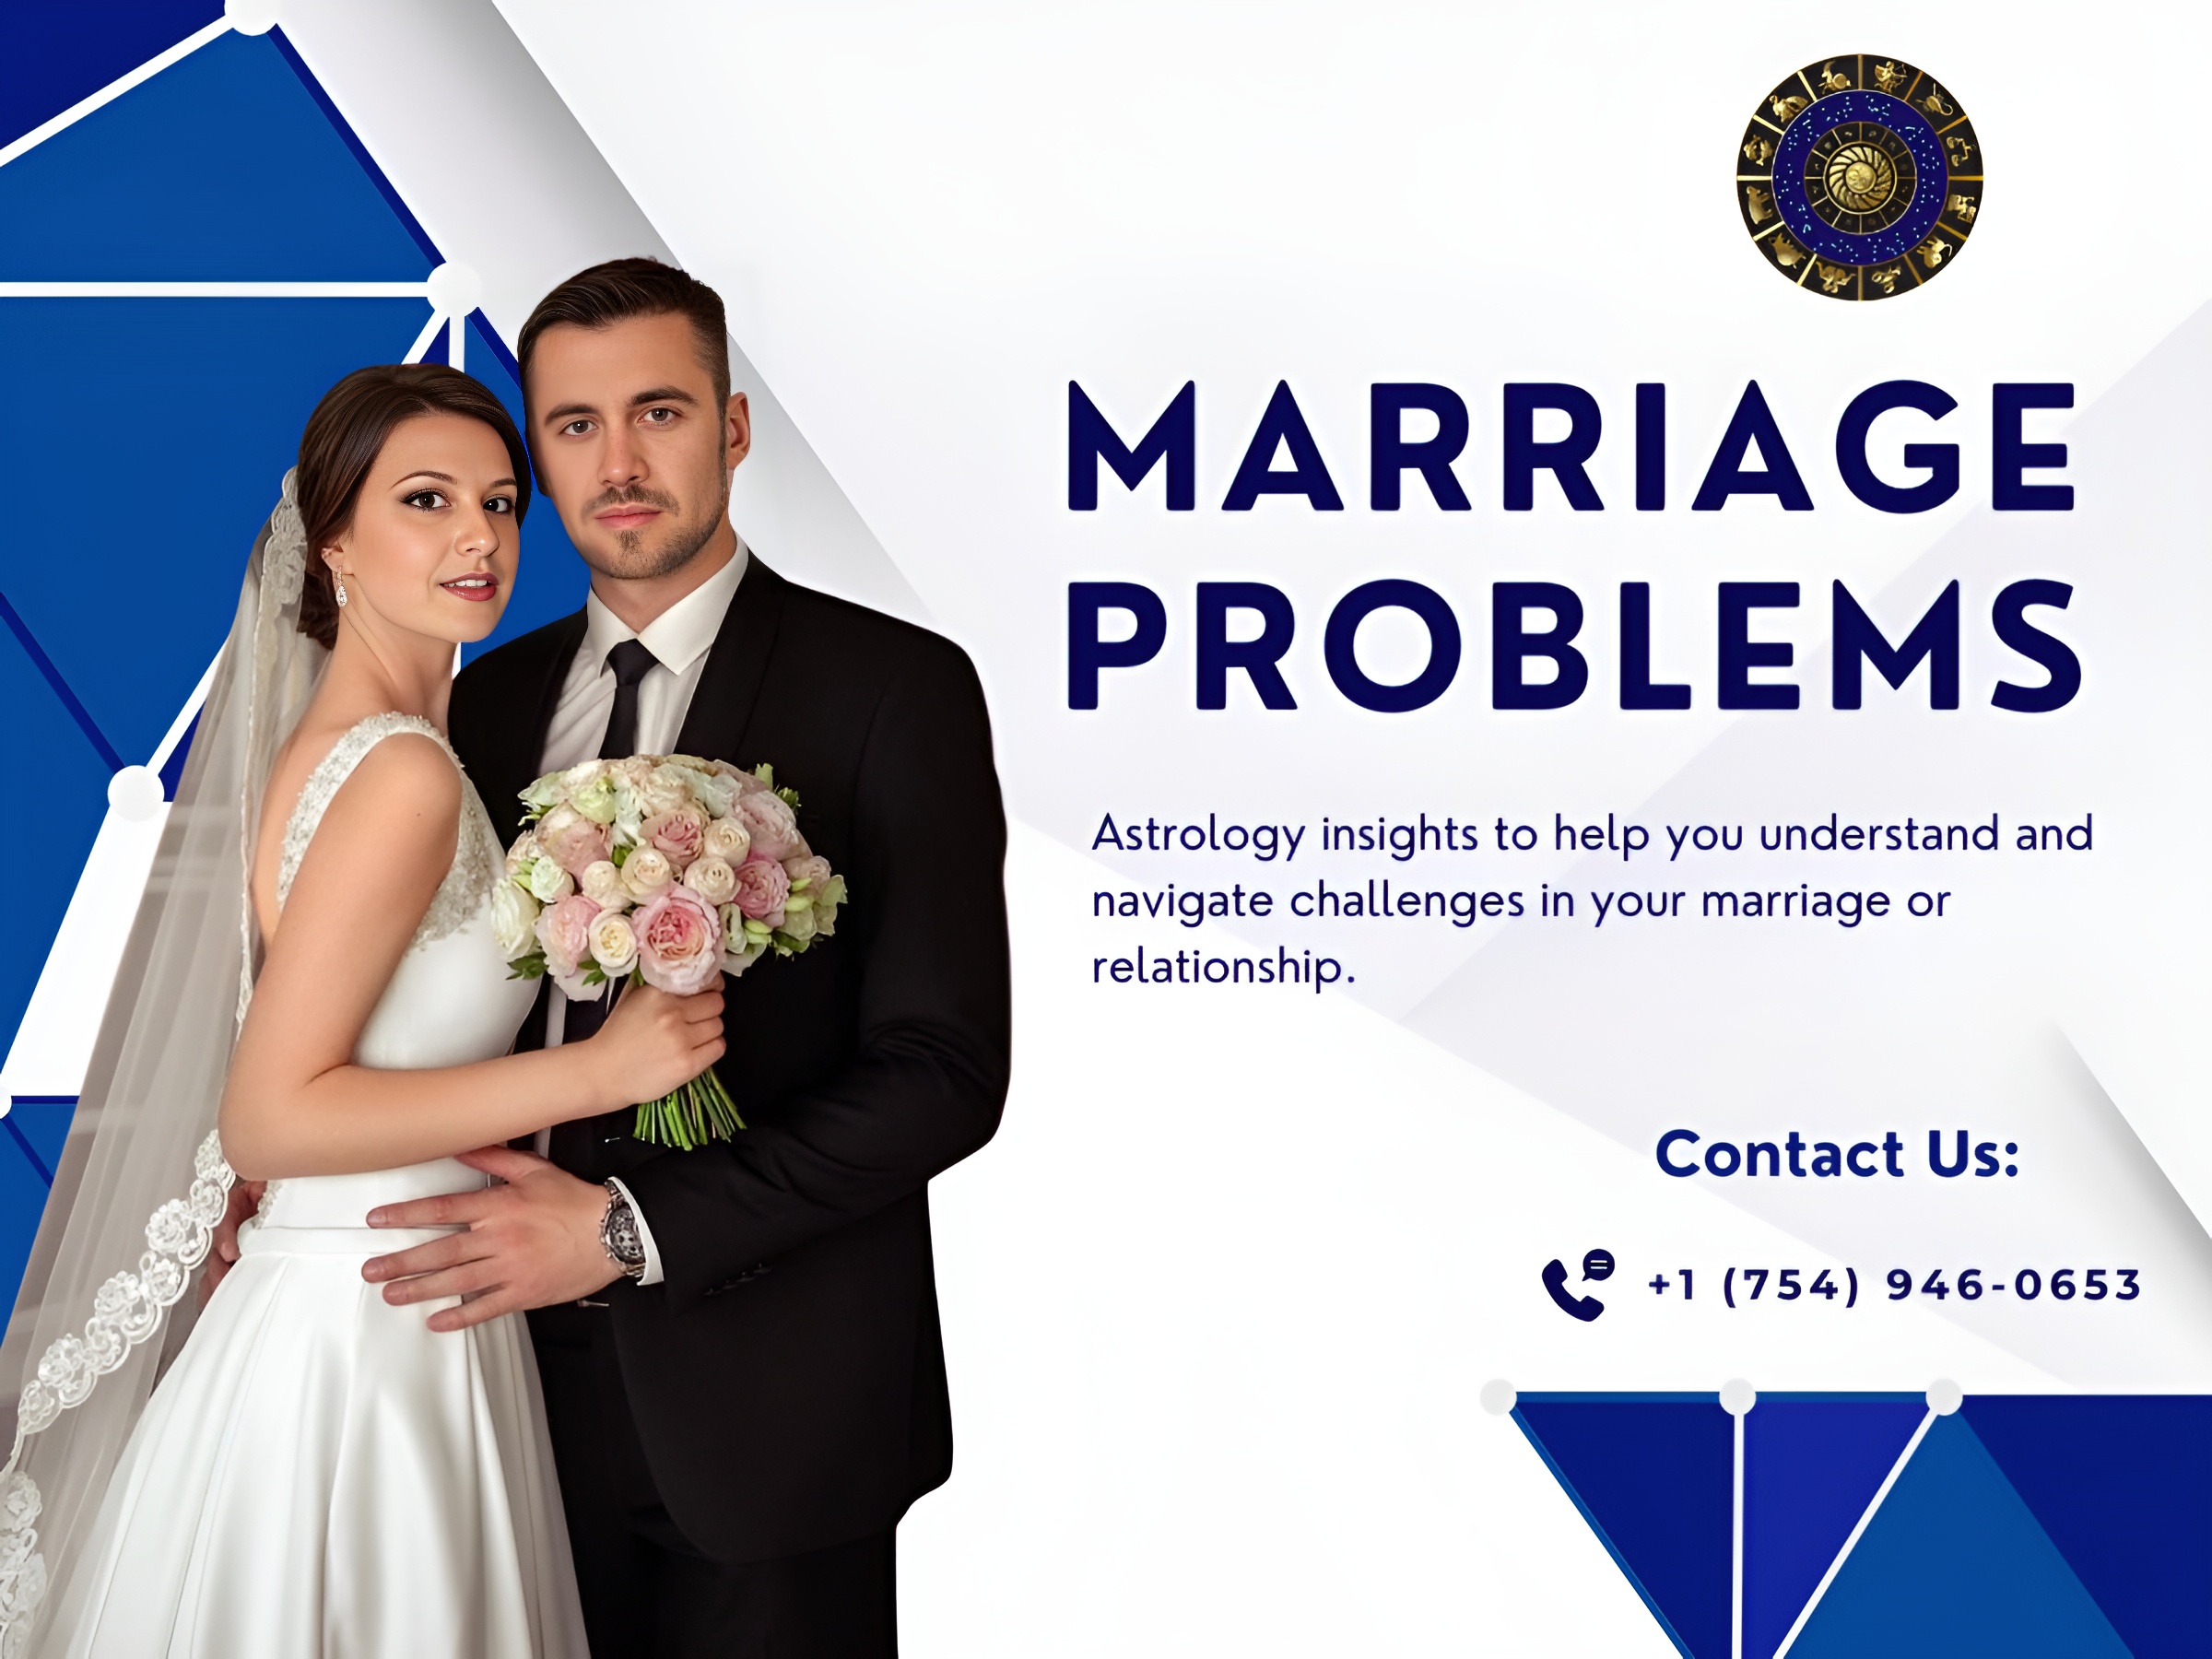 MARRIAGE
PROBLEMS
Astrology insights to help you understand and
navigate challenges in your marriage or
relationship.
Contact Us:
+1 (754) 946-0653